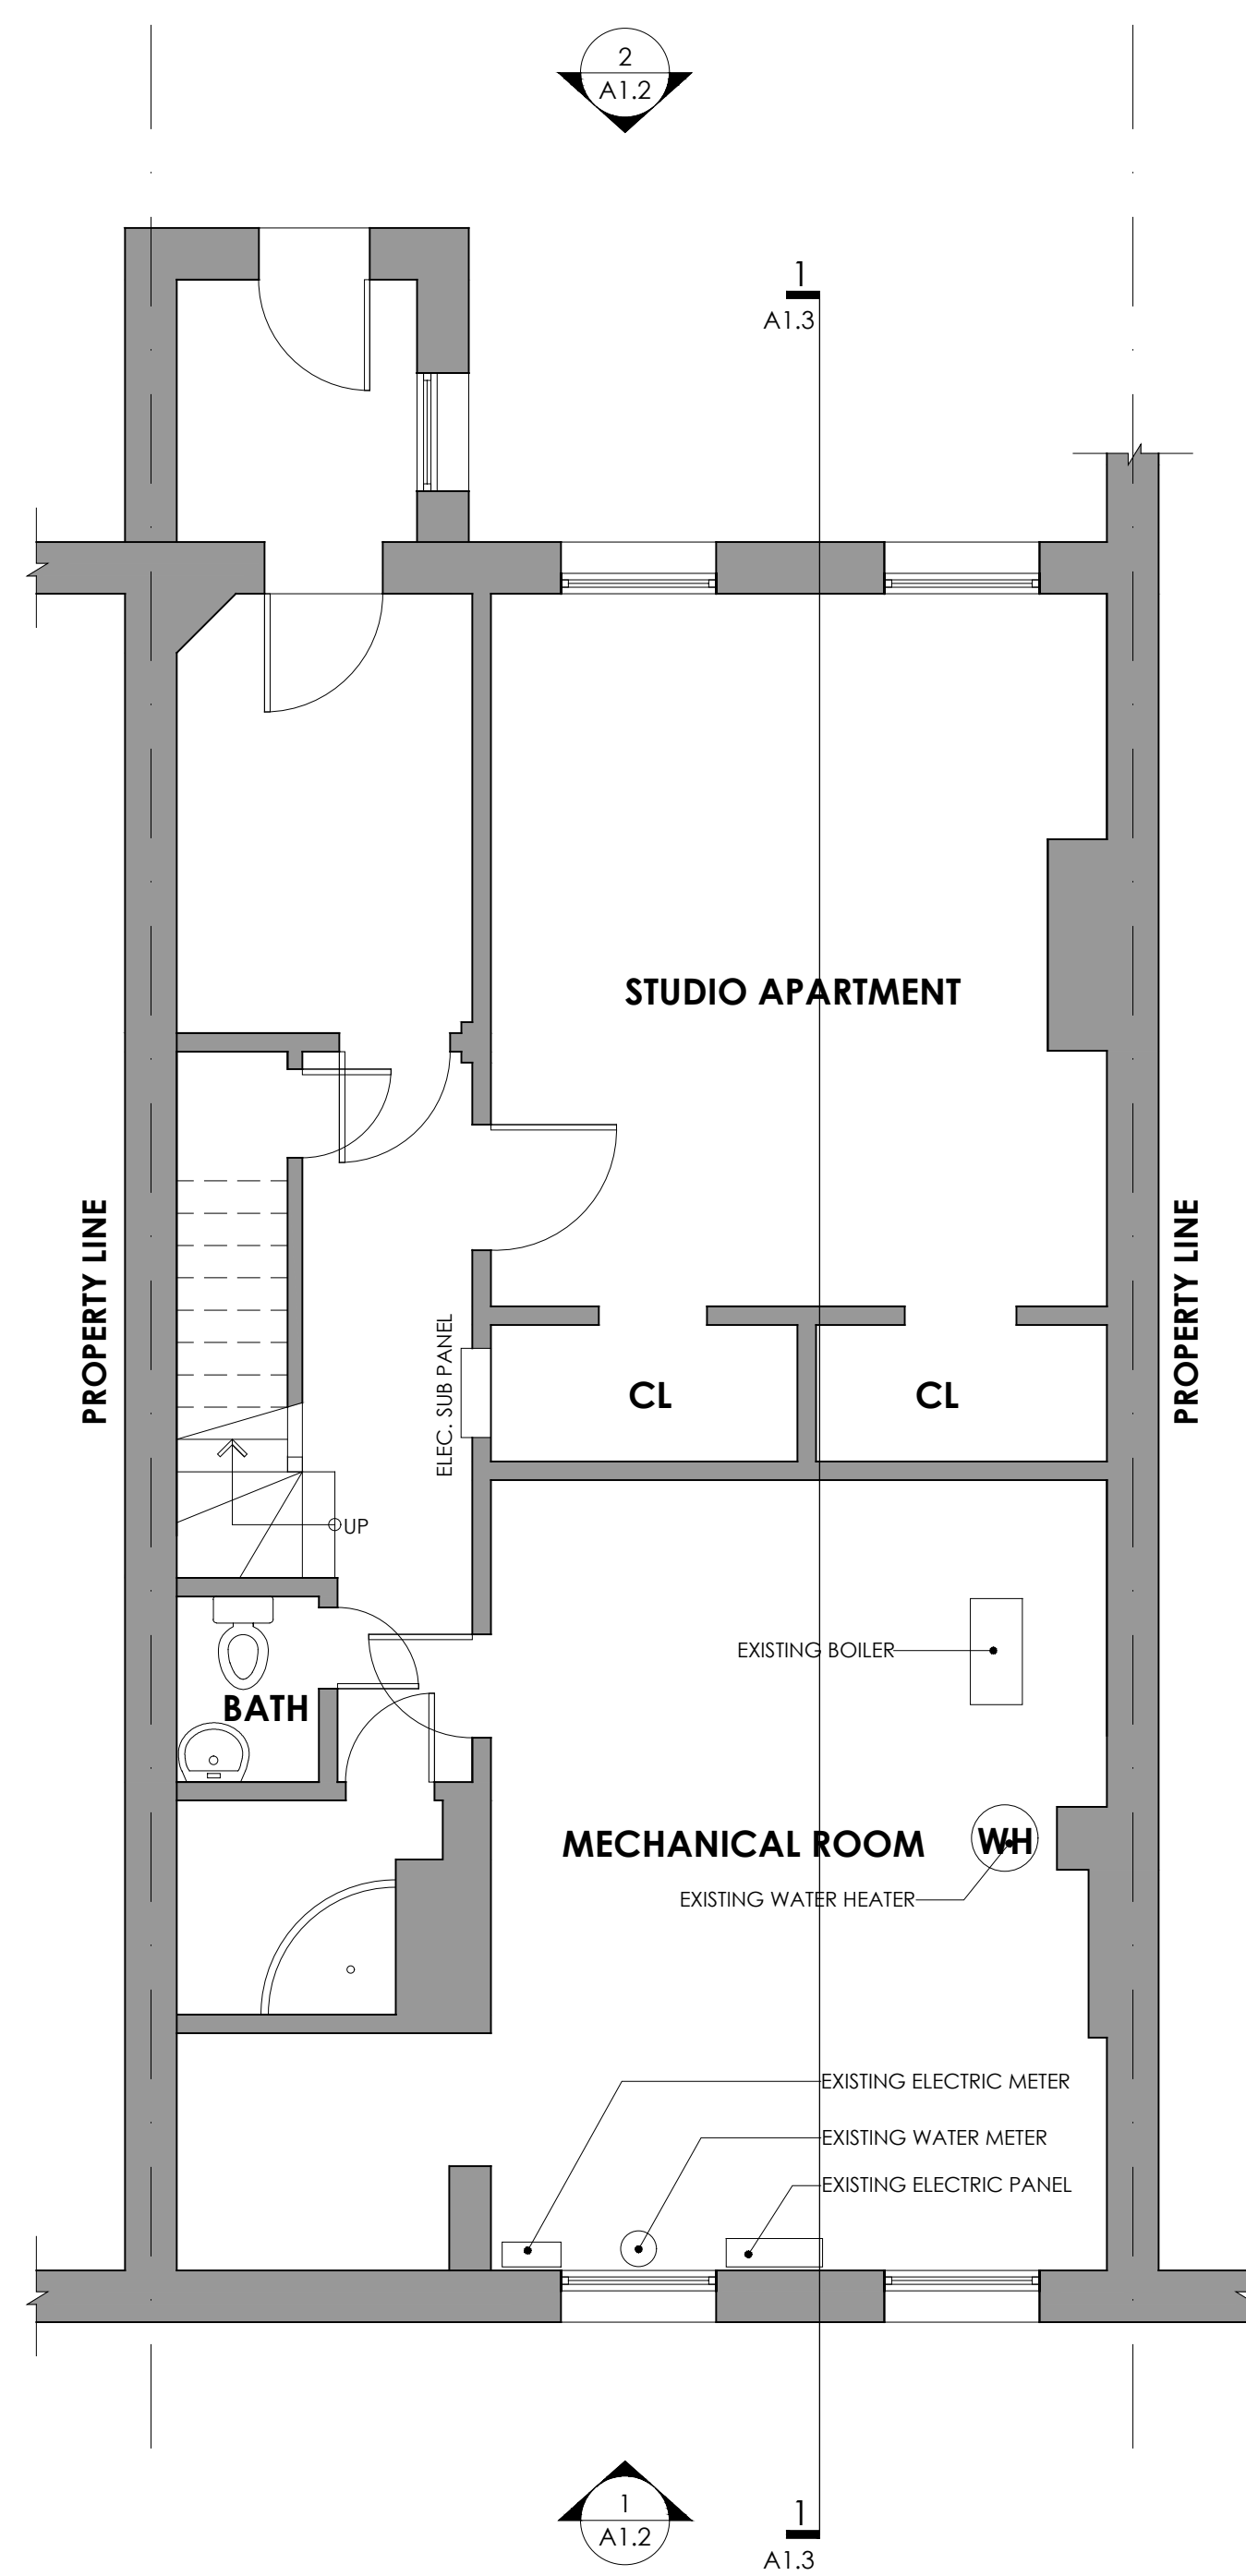 2
A1.2
1
A1.3
STUDIO APARTMENT
PROPERTY LINE
PROPERTY LINE
ELEC. SUB PANEL
CL
CL
UP
EXISTING BOILER
BATH
MECHANICAL ROOM
WH
EXISTING WATER HEATER
EXISTING ELECTRIC METER
EXISTING WATER METER
EXISTING ELECTRIC PANEL
1
A1.2
1
A1.3